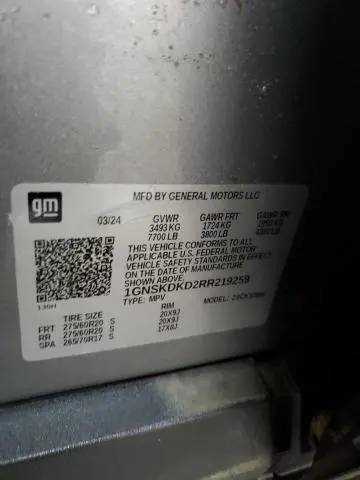 gm
MFD BY GENERAL MOTORS LLC
03/24 GVWR GAWR FRT GAWR RR
3493 KG 1724 KG
7700 LB 3800 LB
THIS VEHICLE CONFORMS TO ALL
APPLICABLE U.S. FEDERAL MOTOR
VEHICLE SAFETY STANDARDS IN EFFECT
ON THE DATE OF MANUFACTURE
SHOWN ABOVE.
1GNSKDKD2RR219259
TYPE: MPV MODEL:
TIRE SIZE RIM
FRT 275/60R20 S 20X9J
RR 275/60R20 S 20X9J
SPA 265/70R17 S 17X8J